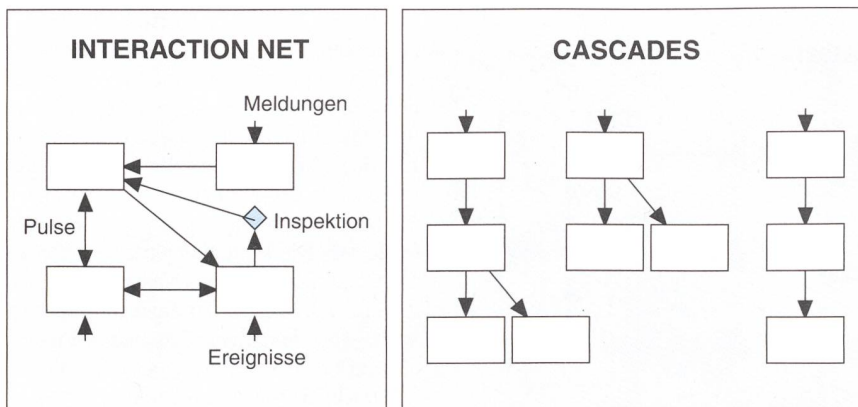 INTERACTION NET
Meldungen
Pulse
Inspektion
Ereignisse
CASCADES